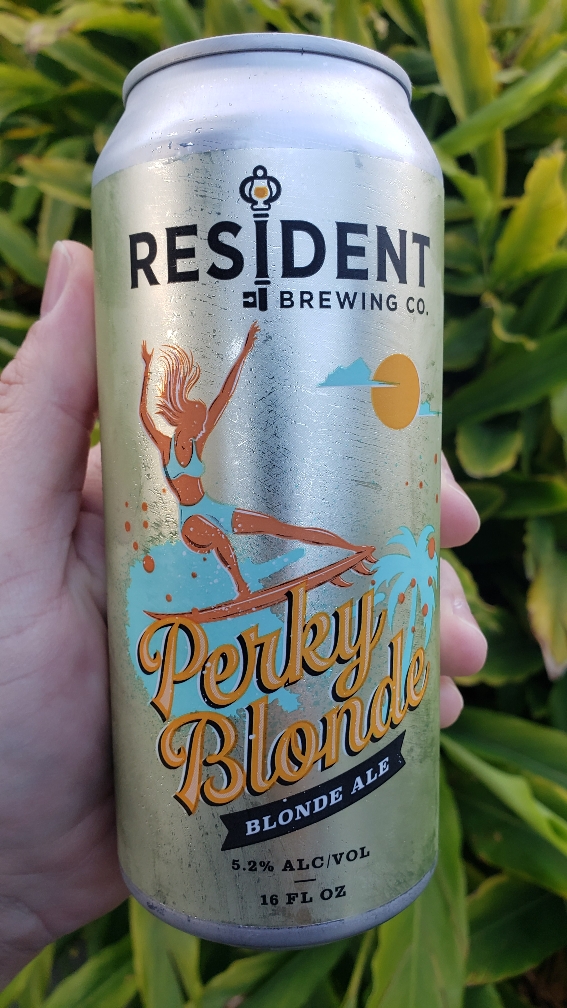 RESIDENT
BREWING CO.
Perky
Blonde
BLONDE ALE
5.2% ALC/VOL
16 FL OZ